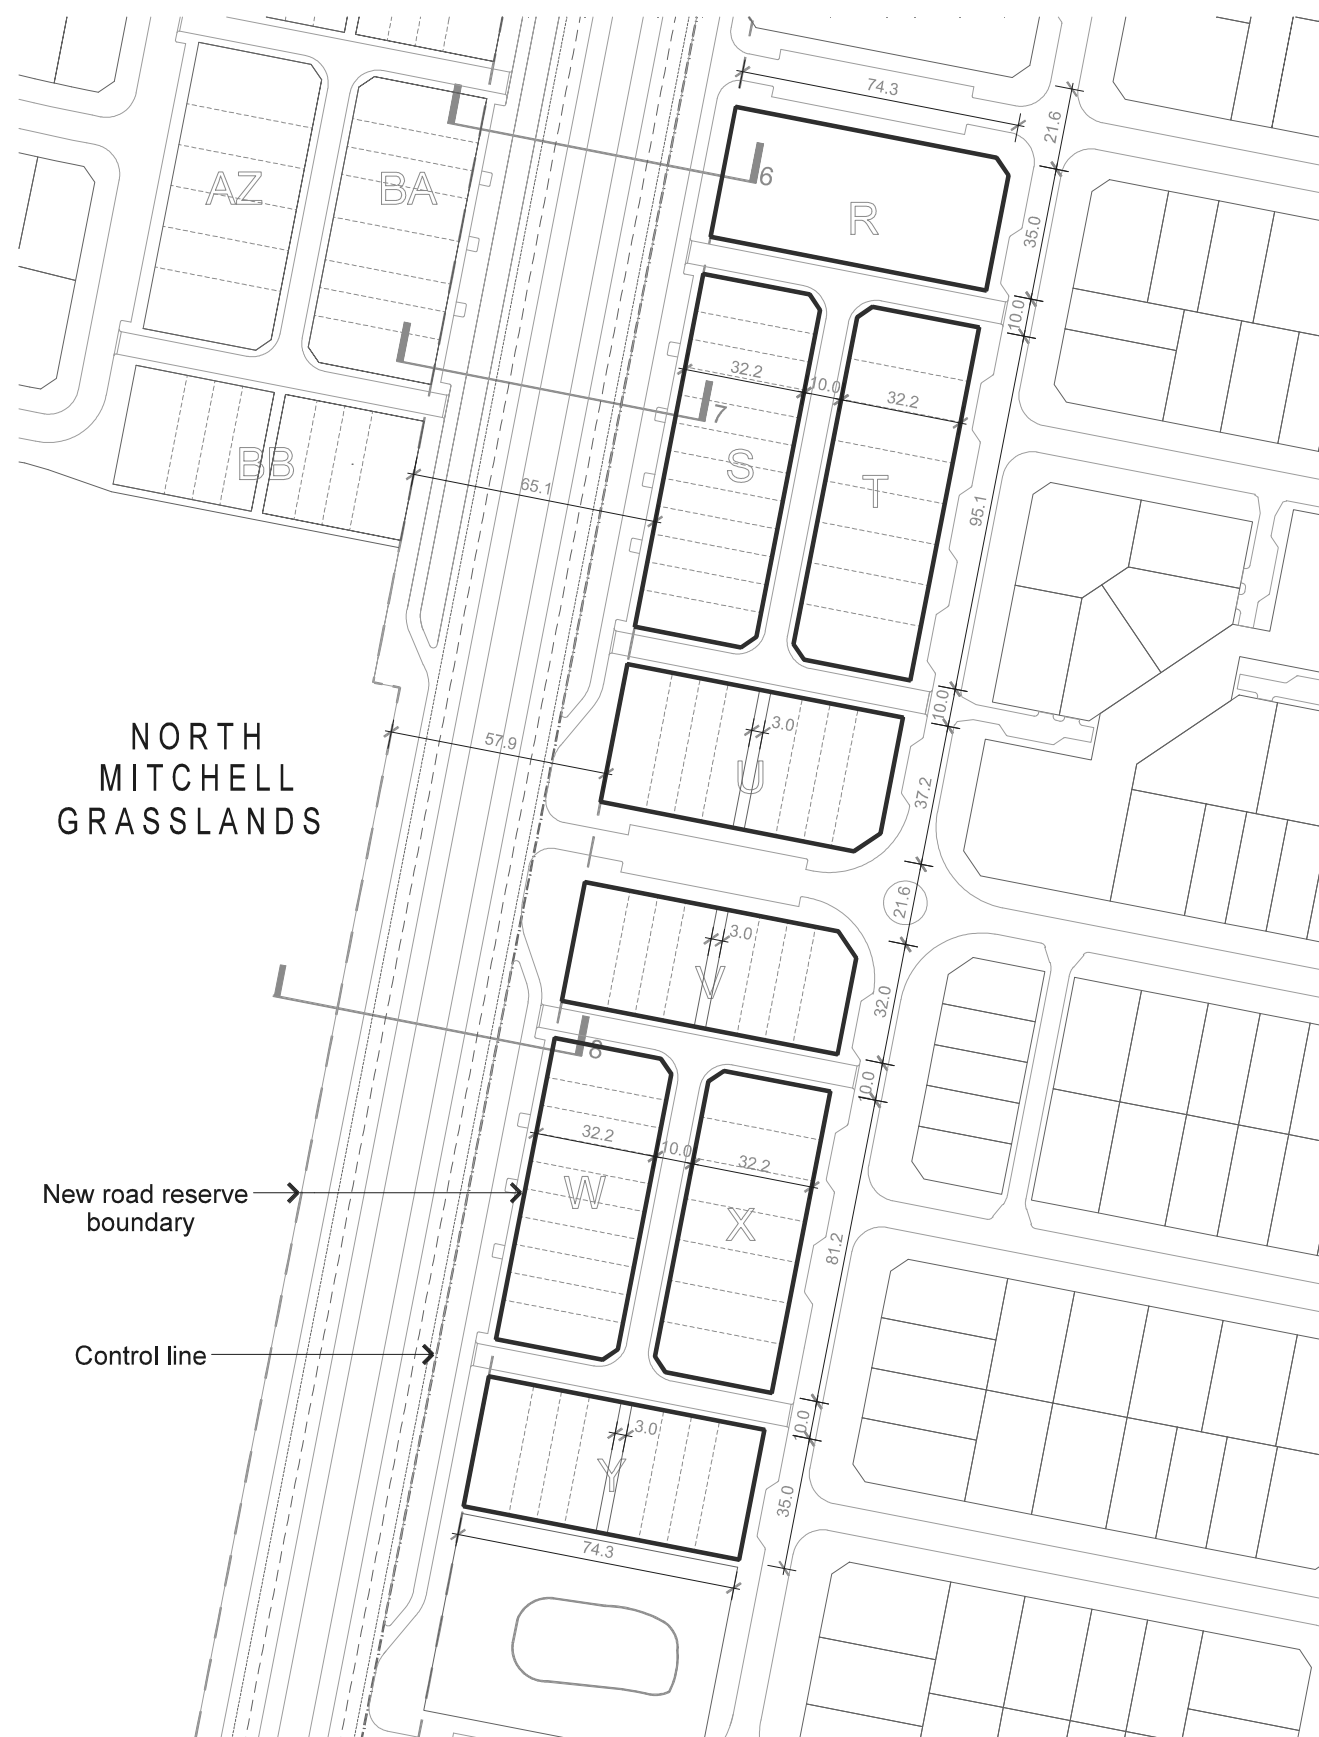 74.3
21.6
6
AZ
BA
R
35.0
10.0
32.2
10.0
32.2
7
S
T
BB
65.1
95.1
10.0
NORTH
MITCHELL
GRASSLANDS
57.9
3.0
U
37.2
21.6
3.0
V
32.0
8
10.0
32.2
10.0
32.2
New road reserve
boundary
W
X
81.2
Control line
10.0
3.0
Y
35.0
74.3